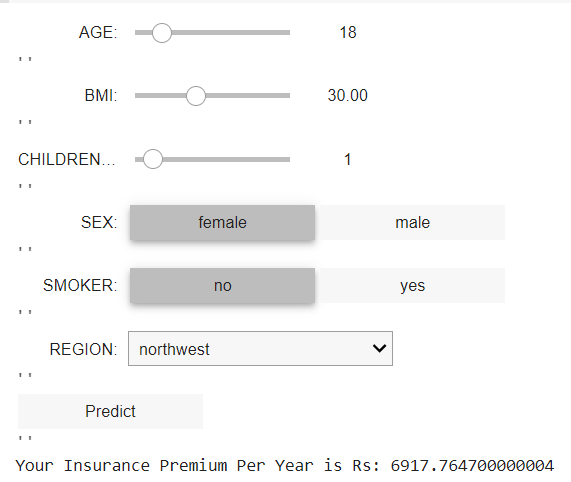 AGE: 18
' '
BMI: 30.00
' '
CHILDREN... 1
' '
SEX: female male
' '
SMOKER: no yes
' '
REGION: northwest
' '
Predict
' '
Your Insurance Premium Per Year is Rs: 6917.764700000004